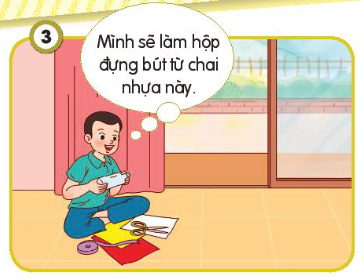 3
Mình sẽ làm hộp
đựng bút từ chai
nhựa này.